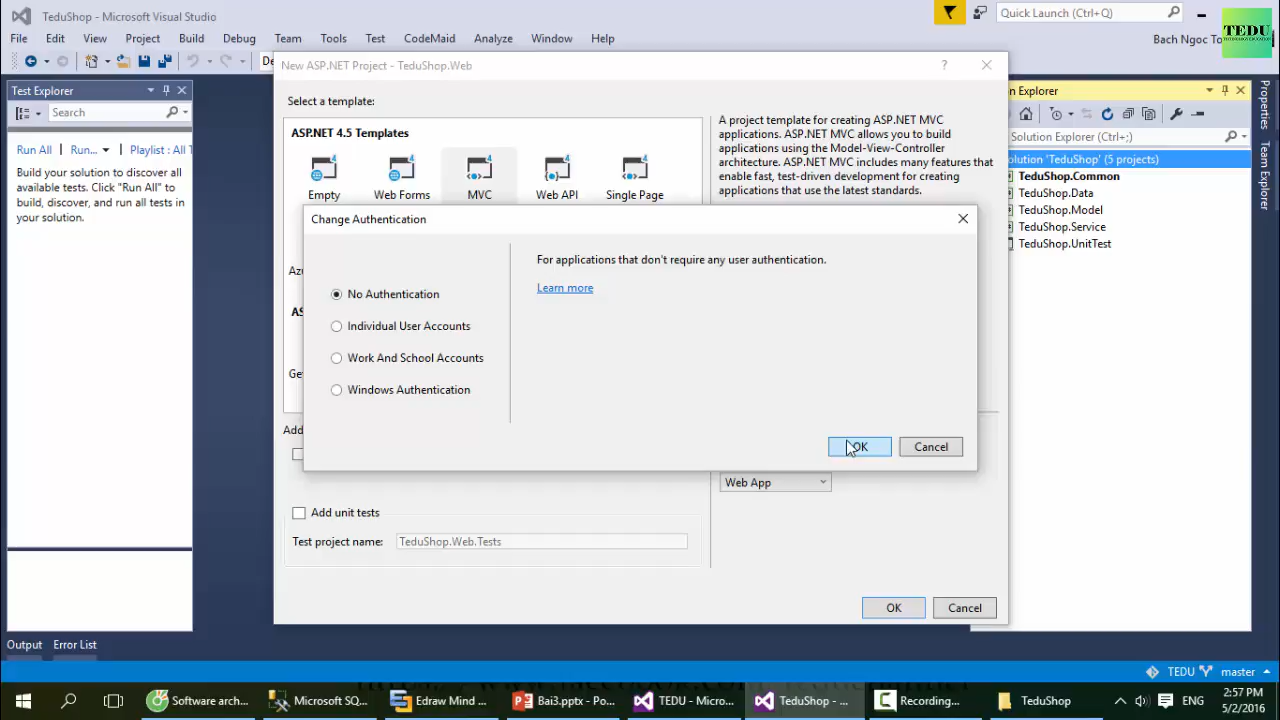 TeduShop - Microsoft Visual Studio
Quick Launch (Ctrl+Q)
TEDU
File Edit View Project Build Debug Team Tools Test CodeMaid Analyze Window Help
Bach Ngoc To
New ASP.NET Project - TeduShop.Web
?
Test Explorer
Search
Run All | Run... | Playlist : All T
Build your solution to discover all
available tests. Click "Run All" to
build, discover, and run all tests in
your solution.
Select a template:
ASP.NET 4.5 Templates
Empty
Web Forms
MVC
Web API
Single Page
A project template for creating ASP.NET MVC
applications. ASP.NET MVC allows you to build
applications using the Model-View-Controller
architecture. ASP.NET MVC includes many features that
enable fast, test-driven development for creating
applications that use the latest standards.
Change Authentication
No Authentication
Individual User Accounts
Work And School Accounts
Windows Authentication
For applications that don't require any user authentication.
Learn more
OK
Cancel
Web App
Add unit tests
Test project name:
TeduShop.Web.Tests
OK
Cancel
n Explorer
Solution Explorer (Ctrl+;)
olution 'TeduShop' (5 projects)
TeduShop.Common
TeduShop.Data
TeduShop.Model
TeduShop.Service
TeduShop.UnitTest
Properties
Team Explorer
Output
Error List
TEDU
master
Software arch...
Microsoft SQ...
Edraw Mind ...
Bai3.pptx - Po...
TEDU - Micro...
TeduShop - ...
Recording...
TeduShop
ENG
2:57 PM
5/2/2016